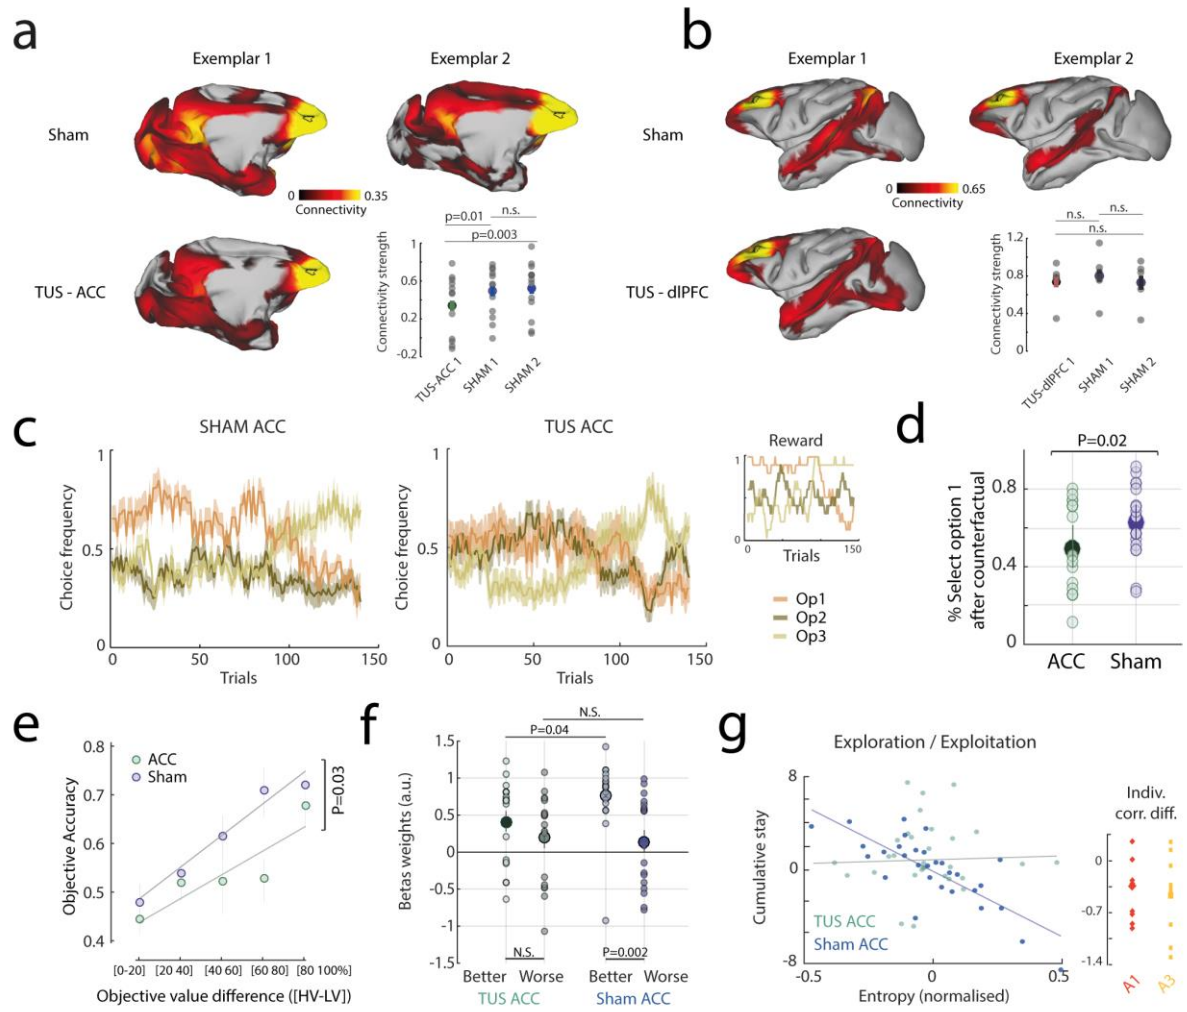 a
Exemplar 1
Exemplar 2
Sham
0
0.35
Connectivity
TUS - ACC
n.s.
p=0.01
p=0.003
Connectivity strength
1
0.6
0.2
-0.2
TUS-ACC 1
SHAM 1
SHAM 2
b
Exemplar 1
Exemplar 2
Sham
0
0.65
Connectivity
TUS - dlPFC
n.s.
n.s.
n.s.
Connectivity strength
1.2
0.8
0.4
0
TUS-dlPFC 1
SHAM 1
SHAM 2
c
SHAM ACC
Choice frequency
1
0.5
0
0
50
100
150
Trials
TUS ACC
Choice frequency
1
0.5
0
0
50
100
150
Trials
Reward
1
0
0
150
Trials
Op1
Op2
Op3
d
P=0.02
% Select option 1
after counterfactual
0.8
0.4
0
ACC
Sham
e
ACC
Sham
P=0.03
Objective Accuracy
0.8
0.7
0.6
0.5
0.4
[0-20]
[20 40]
[40 60]
[60 80]
[80 100%]
Objective value difference ([HV-LV])
f
N.S.
P=0.04
Betas weights (a.u.)
1.5
1
0.5
0
-0.5
-1
-1.5
N.S.
P=0.002
Better
Worse
Better
Worse
TUS ACC
Sham ACC
g
Exploration / Exploitation
Cumulative stay
8
0
-8
TUS ACC
Sham ACC
-0.5
0
0.5
Entropy (normalised)
Indiv.
corr. diff.
0
-0.7
-1.4
A1
A3